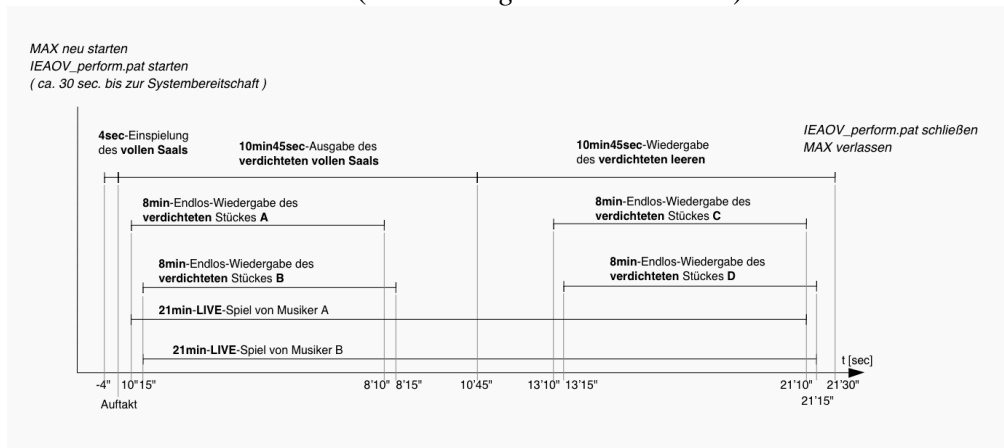 MAX neu starten
IEAOV_perform.pat starten
( ca. 30 sec. bis zur Systembereitschaft )
IEAOV_perform.pat schließen
MAX verlassen
4sec-Einspielung
des vollen Saals
10min45sec-Ausgabe des
verdichteten vollen Saals
10min45sec-Wiedergabe
des verdichteten leeren
8min-Endlos-Wiedergabe des
verdichteten Stückes A
8min-Endlos-Wiedergabe des
verdichteten Stückes C
8min-Endlos-Wiedergabe des
verdichteten Stückes B
8min-Endlos-Wiedergabe des
verdichteten Stückes D
21min-LIVE-Spiel von Musiker A
21min-LIVE-Spiel von Musiker B
t [sec]
-4" 10" 15" 8'10" 8'15" 10'45" 13'10" 13'15" 21'10" 21'30"
Auftakt 21'15"